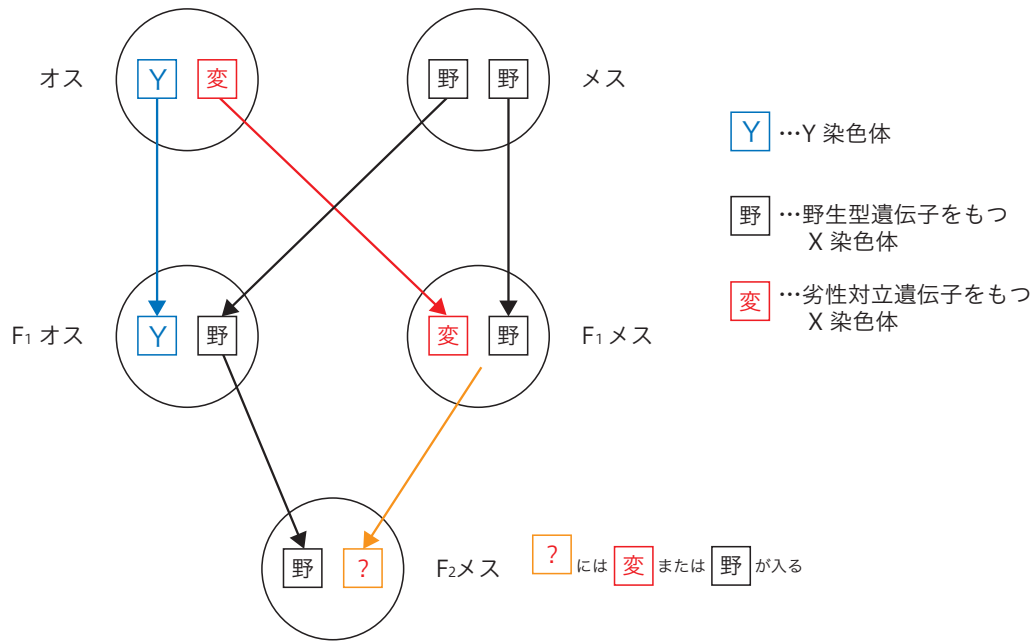 オス
Y
変
野
野
メス
Y …Y 染色体
野 …野生型遺伝子をもつ
X 染色体
変 …劣性対立遺伝子をもつ
X 染色体
F1 オス
Y
野
変
野
F1 メス
野
?
F2メス
? には 変 または 野 が入る